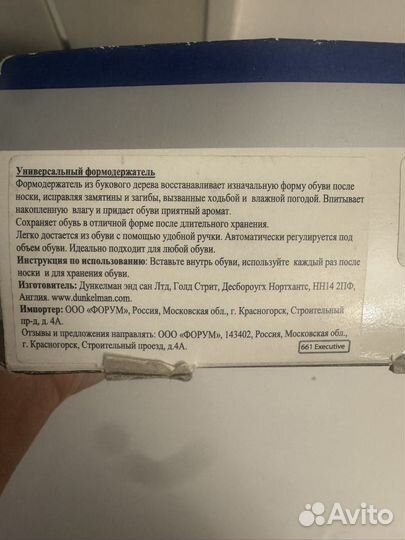 Универсальный формодержатель
Формодержатель из букового дерева восстанавливает изначальную форму обуви после
носки, исправляя замятины и загибы, вызванные ходьбой и влажной погодой. Впитывает
накопленную влагу и придает обуви приятный аромат.
Сохраняет обувь в отличной форме после длительного хранения.
Легко достается из обуви с помощью удобной ручки. Автоматически регулируется под
объем обуви. Идеально подходит для любой обуви.
Инструкция по использованию: Вставьте внутрь обуви, используйте каждый раз после
носки и для хранения обуви.
Изготовитель: Дункелман энд сан Лтд, Голд Стрит, Десбороугх Нортхантс, НН14 2ПФ,
Англия. www.dunkelman.com.
Импортер: ООО «ФОРУМ», Россия, Московская обл., г. Красногорск, Строительный
пр-д, д. 4А.
Отзывы и предложения направлять: ООО «ФОРУМ», 143402, Россия, Московская обл.,
г. Красногорск, Строительный проезд, д.4А.
661 Executive
Avito